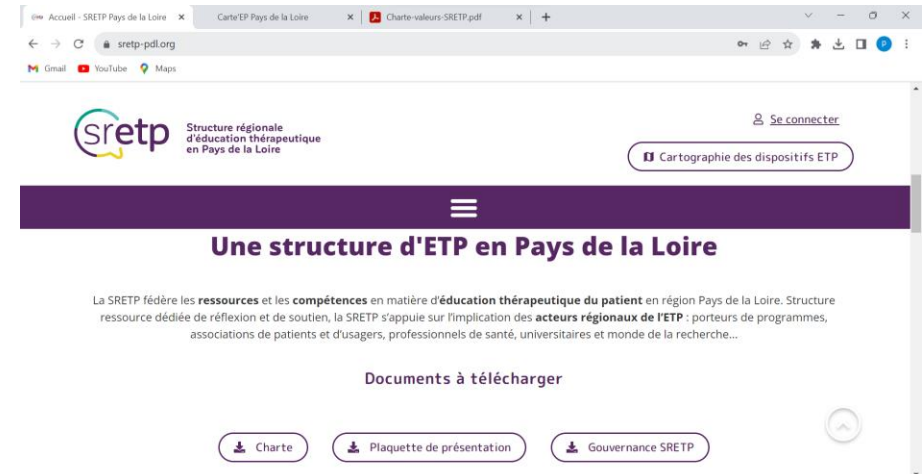 Accueil - SRETP Pays de la Loire
Carte'EP Pays de la Loire
Charte-valeurs-SRETP.pdf
sretp-pdl.org
Gmail
YouTube
Maps
sretp
Structure régionale
d'éducation thérapeutique
en Pays de la Loire
Se connecter
Cartographie des dispositifs ETP
Une structure d'ETP en Pays de la Loire
La SRETP fédère les ressources et les compétences en matière d'éducation thérapeutique du patient en région Pays de la Loire. Structure
ressource dédiée de réflexion et de soutien, la SRETP s'appuie sur l'implication des acteurs régionaux de l'ETP : porteurs de programmes,
associations de patients et d'usagers, professionnels de santé, universitaires et monde de la recherche...
Documents à télécharger
Charte
Plaquette de présentation
Gouvernance SRETP